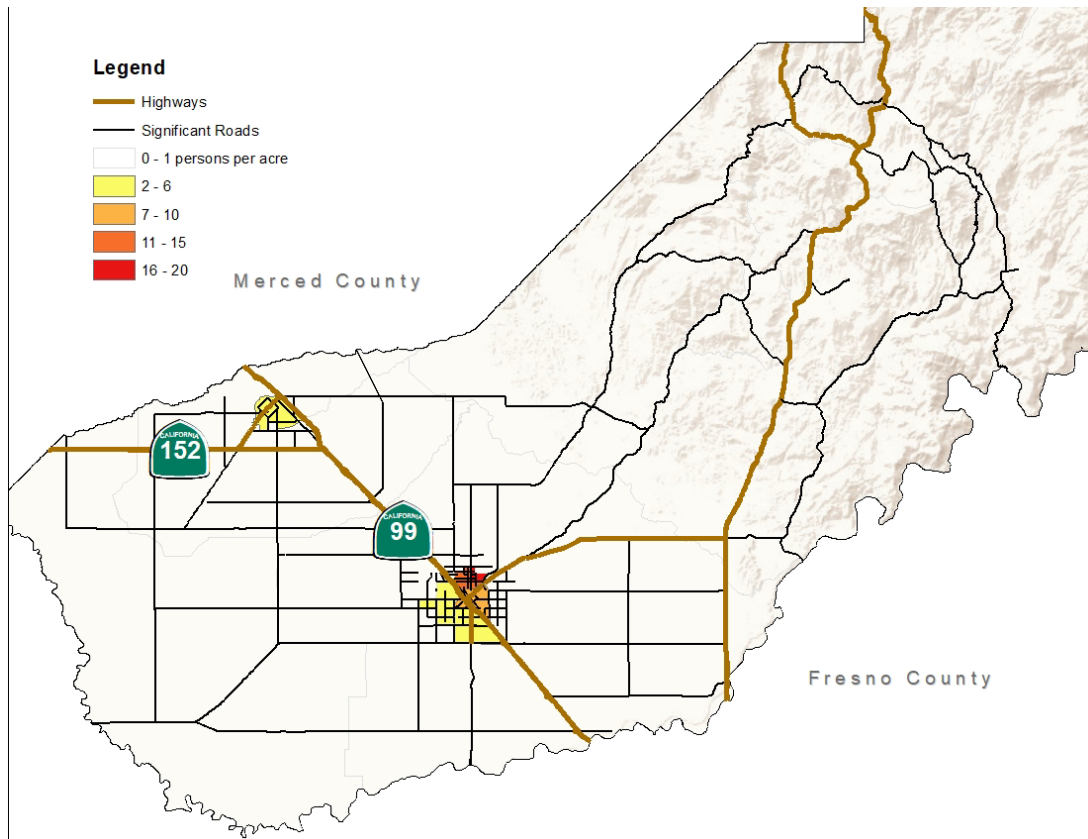 Legend
Highways
Significant Roads
0 - 1 persons per acre
2 - 6
7 - 10
11 - 15
16 - 20
Merced County
CALIFORNIA
152
CALIFORNIA
99
Fresno County